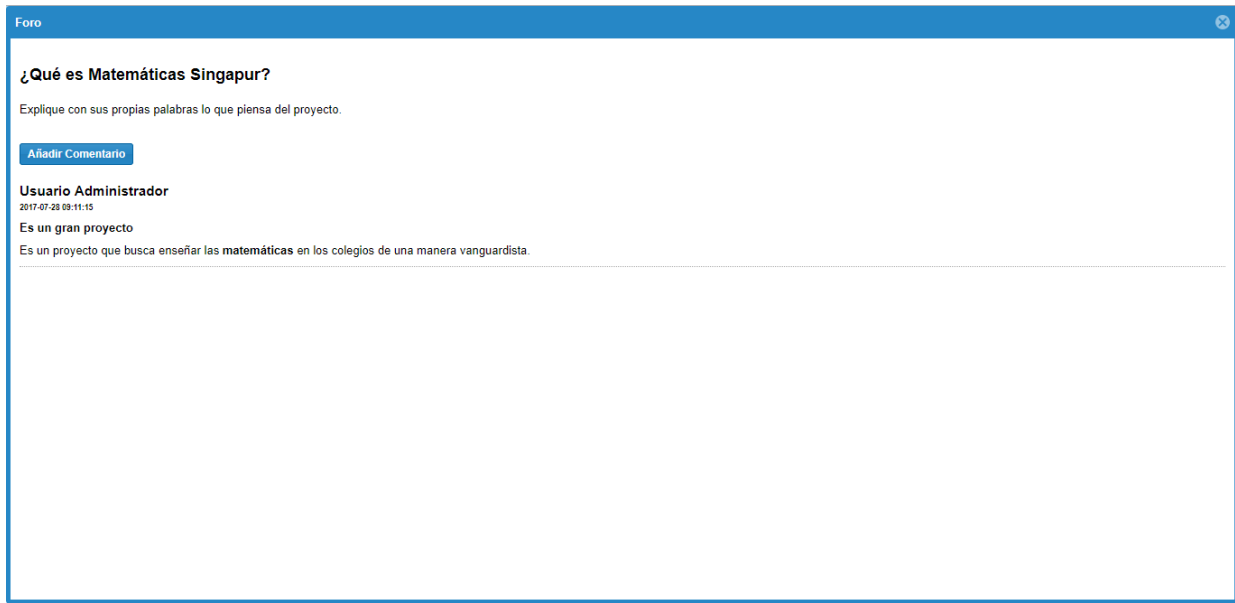 Foro
¿Qué es Matemáticas Singapur?
Explique con sus propias palabras lo que piensa del proyecto.
Añadir Comentario
Usuario Administrador
2017-07-28 09:11:15
Es un gran proyecto
Es un proyecto que busca enseñar las matemáticas en los colegios de una manera vanguardista.